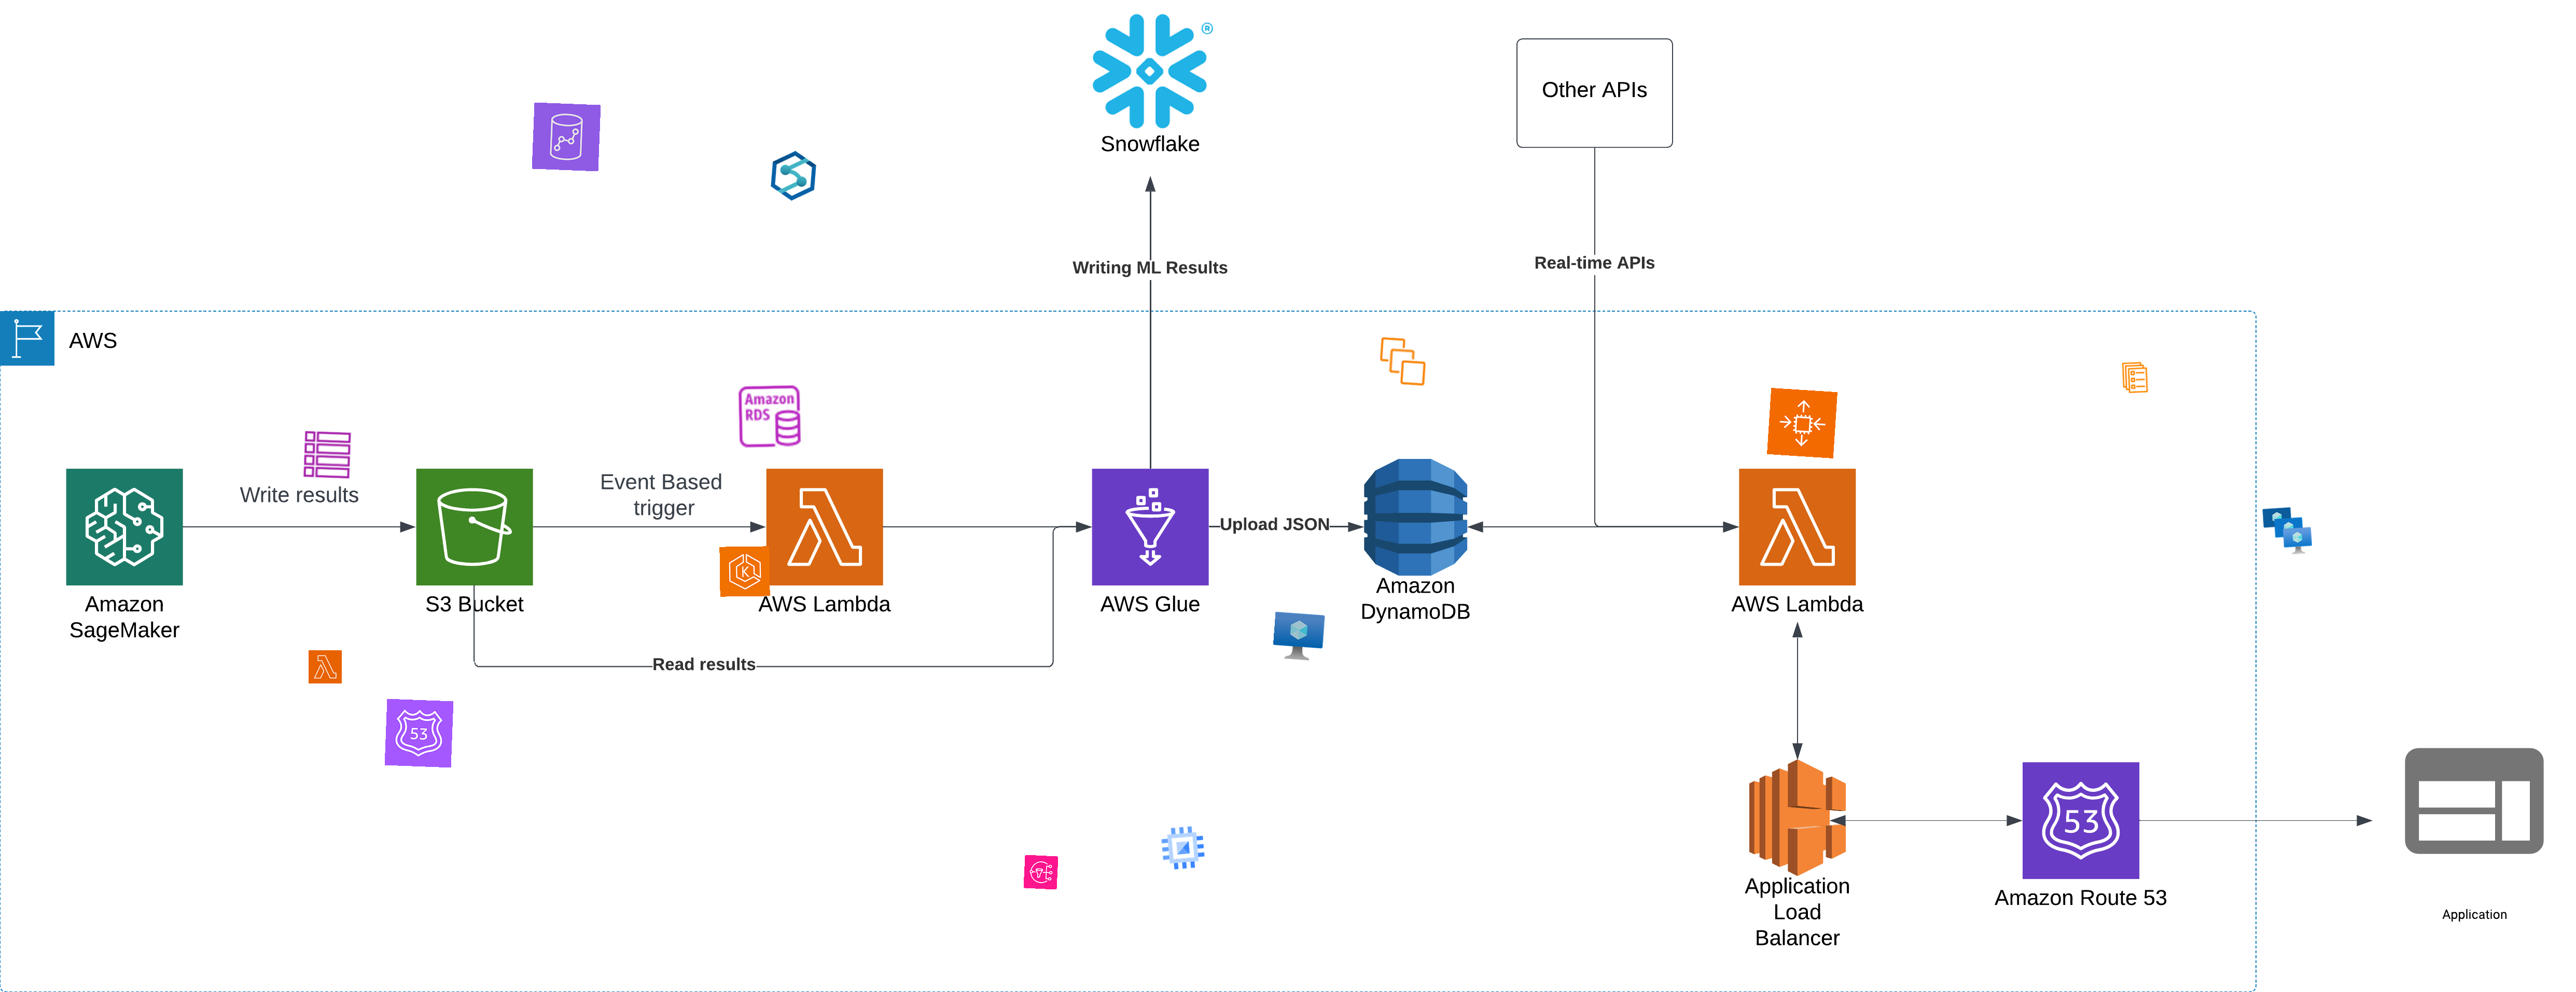 ®
Snowflake
Other APIs
Writing ML Results
Real-time APIs
AWS
Amazon
RDS
Write results
Event Based
trigger
Upload JSON
Amazon
SageMaker
S3 Bucket
K
AWS Lambda
AWS Glue
Amazon
DynamoDB
AWS Lambda
Read results
53
53
Application
Load
Balancer
Amazon Route 53
Application